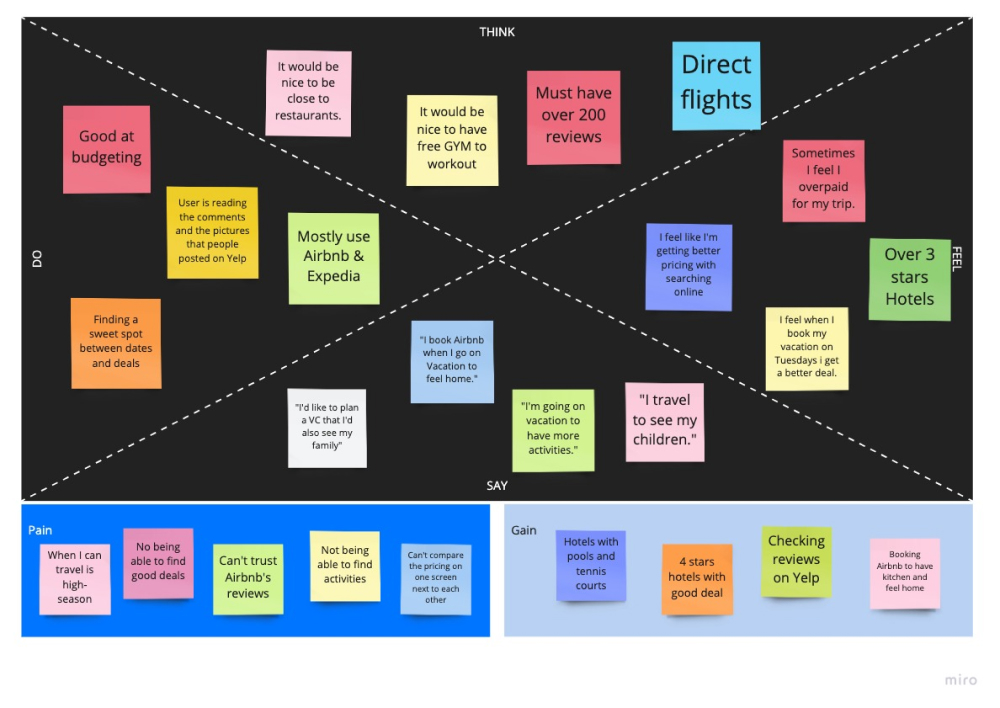 THINK
It would be
nice to be
close to
restaurants.
It would be
nice to have
free GYM to
workout
Must have
over 200
reviews
Direct
flights
DO
Good at
budgeting
User is reading
the comments
and the pictures
that people
posted on Yelp
Mostly use
Airbnb &
Expedia
Finding a
sweet spot
between dates
and deals
FEEL
Sometimes
I feel I
overpaid
for my trip.
I feel like I'm
getting better
pricing with
searching
online
Over 3
stars
Hotels
I feel when I
book my
vacation on
Tuesdays i get
a better deal.
"I book Airbnb
when I go on
Vacation to
feel home."
"I'd like to plan
a VC that I'd
also see my
family"
"I'm going on
vacation to
have more
activities."
"I travel
to see my
children."
SAY
Pain
When I can
travel is
high-
season
No being
able to find
good deals
Can't trust
Airbnb's
reviews
Not being
able to find
activities
Can't compare
the pricing on
one screen
next to each
other
Gain
Hotels with
pools and
tennis
courts
4 stars
hotels with
good deal
Checking
reviews
on Yelp
Booking
Airbnb to have
kitchen and
feel home
miro